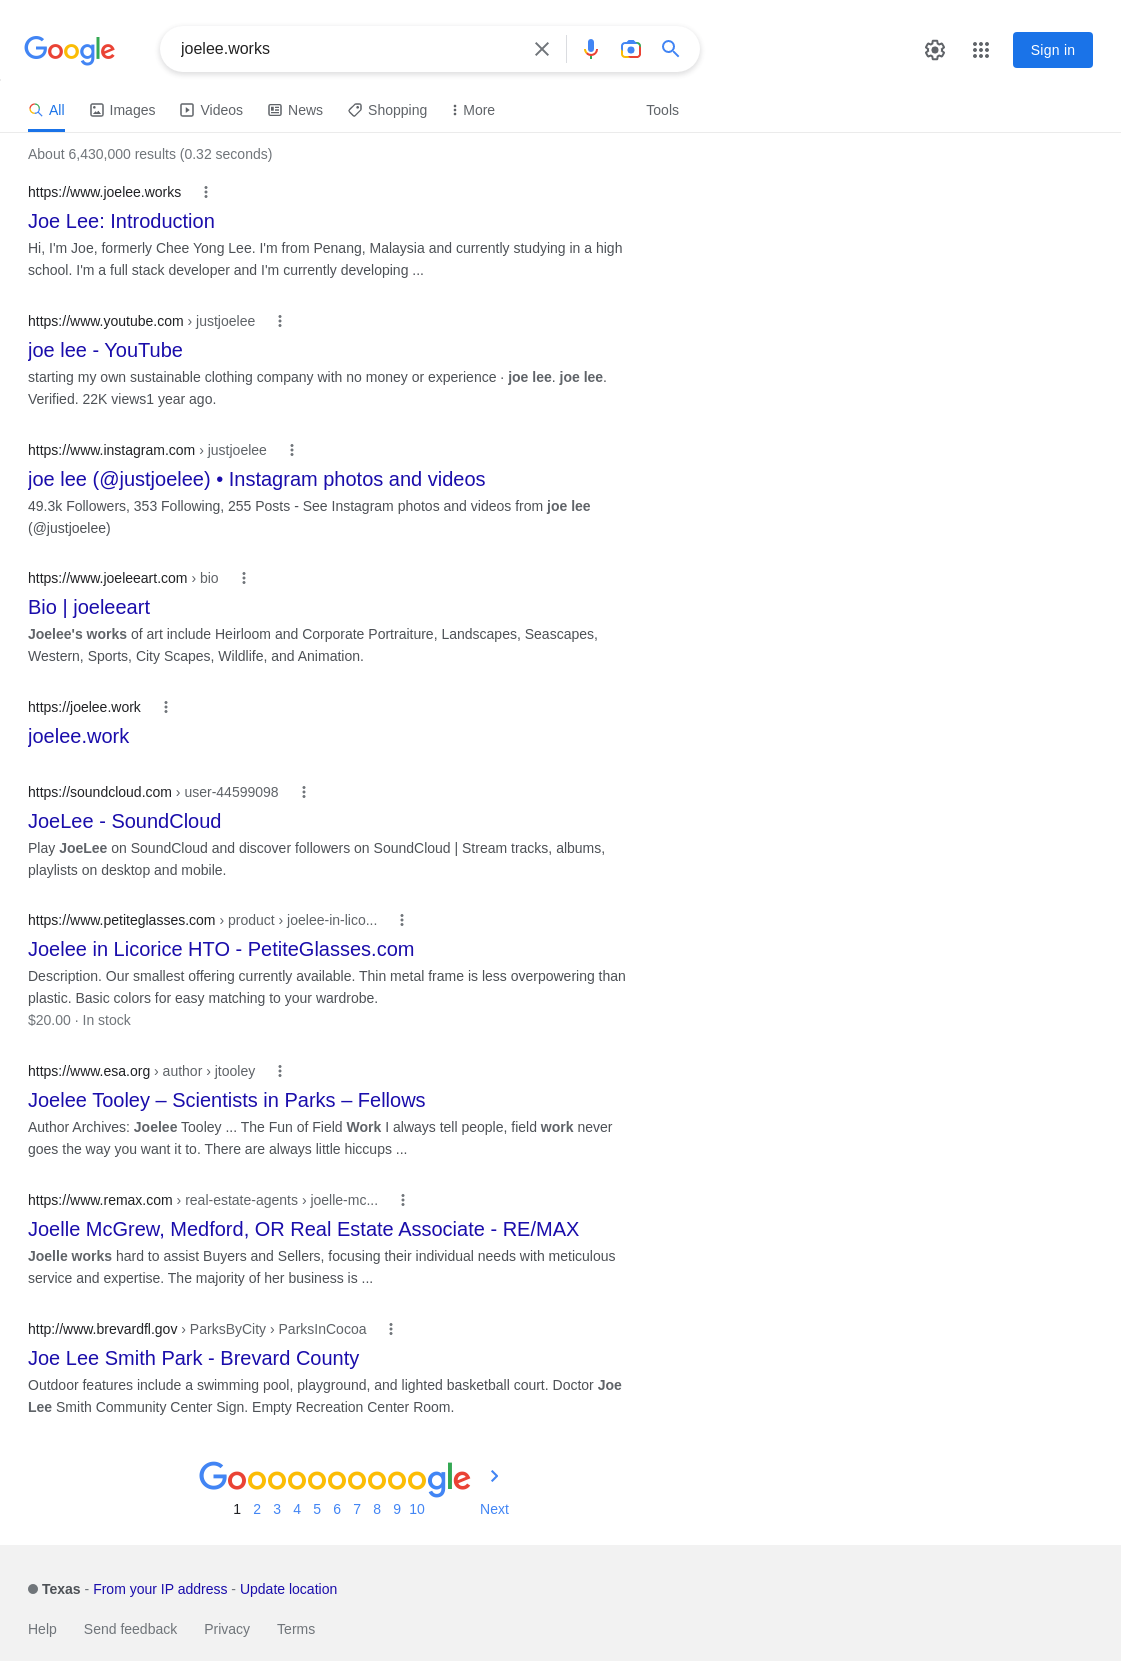 Google
joelee.works
Sign in
All
Images
Videos
News
Shopping
More
Tools
About 6,430,000 results (0.32 seconds)
https://www.joelee.works
Joe Lee: Introduction
Hi, I'm Joe, formerly Chee Yong Lee. I'm from Penang, Malaysia and currently studying in a high
school. I'm a full stack developer and I'm currently developing ...
https://www.youtube.com › justjoelee
joe lee - YouTube
starting my own sustainable clothing company with no money or experience · joe lee. joe lee.
Verified. 22K views1 year ago.
https://www.instagram.com › justjoelee
joe lee (@justjoelee) • Instagram photos and videos
49.3k Followers, 353 Following, 255 Posts - See Instagram photos and videos from joe lee
(@justjoelee)
https://www.joeleeart.com › bio
Bio | joeleeart
Joelee's works of art include Heirloom and Corporate Portraiture, Landscapes, Seascapes,
Western, Sports, City Scapes, Wildlife, and Animation.
https://joelee.work
joelee.work
https://soundcloud.com › user-44599098
JoeLee - SoundCloud
Play JoeLee on SoundCloud and discover followers on SoundCloud | Stream tracks, albums,
playlists on desktop and mobile.
https://www.petiteglasses.com › product › joelee-in-lico...
Joelee in Licorice HTO - PetiteGlasses.com
Description. Our smallest offering currently available. Thin metal frame is less overpowering than
plastic. Basic colors for easy matching to your wardrobe.
$20.00 · In stock
https://www.esa.org › author › jtooley
Joelee Tooley – Scientists in Parks – Fellows
Author Archives: Joelee Tooley ... The Fun of Field Work I always tell people, field work never
goes the way you want it to. There are always little hiccups ...
https://www.remax.com › real-estate-agents › joelle-mc...
Joelle McGrew, Medford, OR Real Estate Associate - RE/MAX
Joelle works hard to assist Buyers and Sellers, focusing their individual needs with meticulous
service and expertise. The majority of her business is ...
http://www.brevardfl.gov › ParksByCity › ParksInCocoa
Joe Lee Smith Park - Brevard County
Outdoor features include a swimming pool, playground, and lighted basketball court. Doctor Joe
Lee Smith Community Center Sign. Empty Recreation Center Room.
Goooooooooogle
1 2 3 4 5 6 7 8 9 10 Next
Texas - From your IP address - Update location
Help Send feedback Privacy Terms